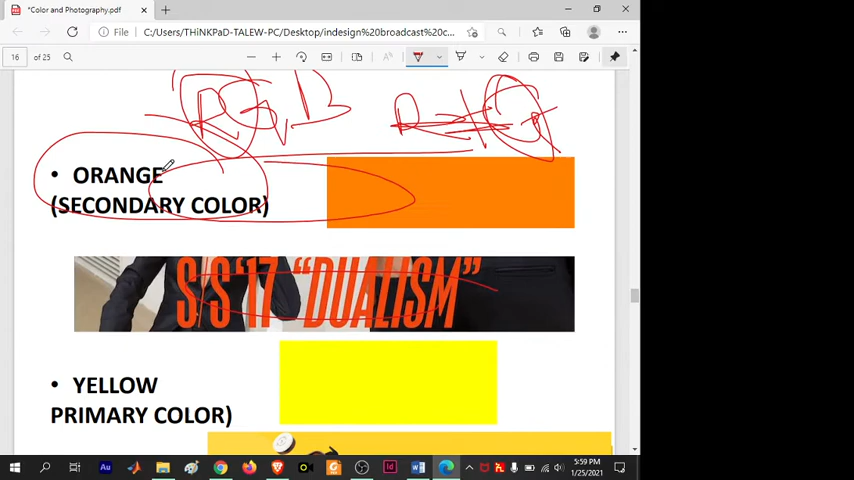 *Color and Photography.pdf
File
C:/Users/THiNKPaD-TALEW-PC/Desktop/indesign%20broadcast%20c...
16 of 25
R G B
• ORANGE
(SECONDARY COLOR)
S/S '17 “DUALISM”
• YELLOW
PRIMARY COLOR)
5:59 PM
1/25/2021